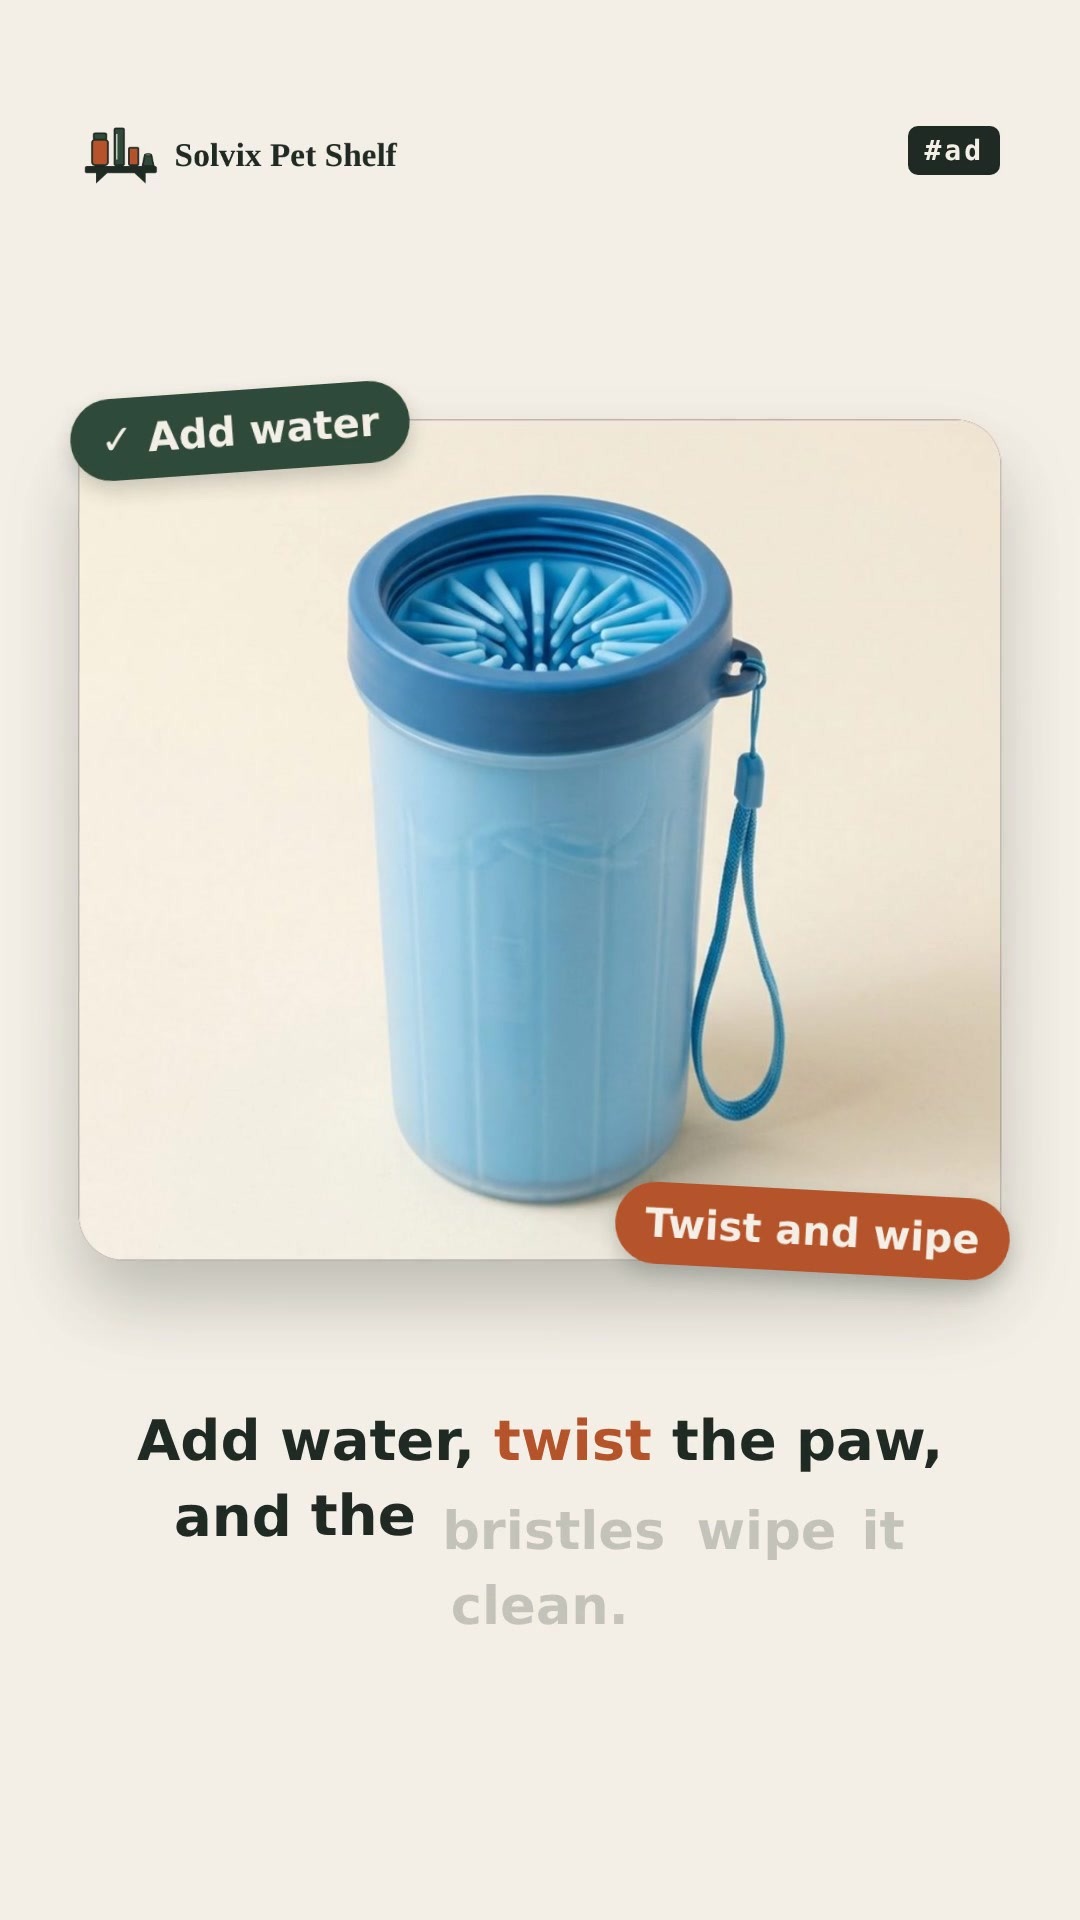 Solvix Pet Shelf
#ad
✓ Add water
Twist and wipe
Add water, twist the paw,
and the bristles wipe it
clean.